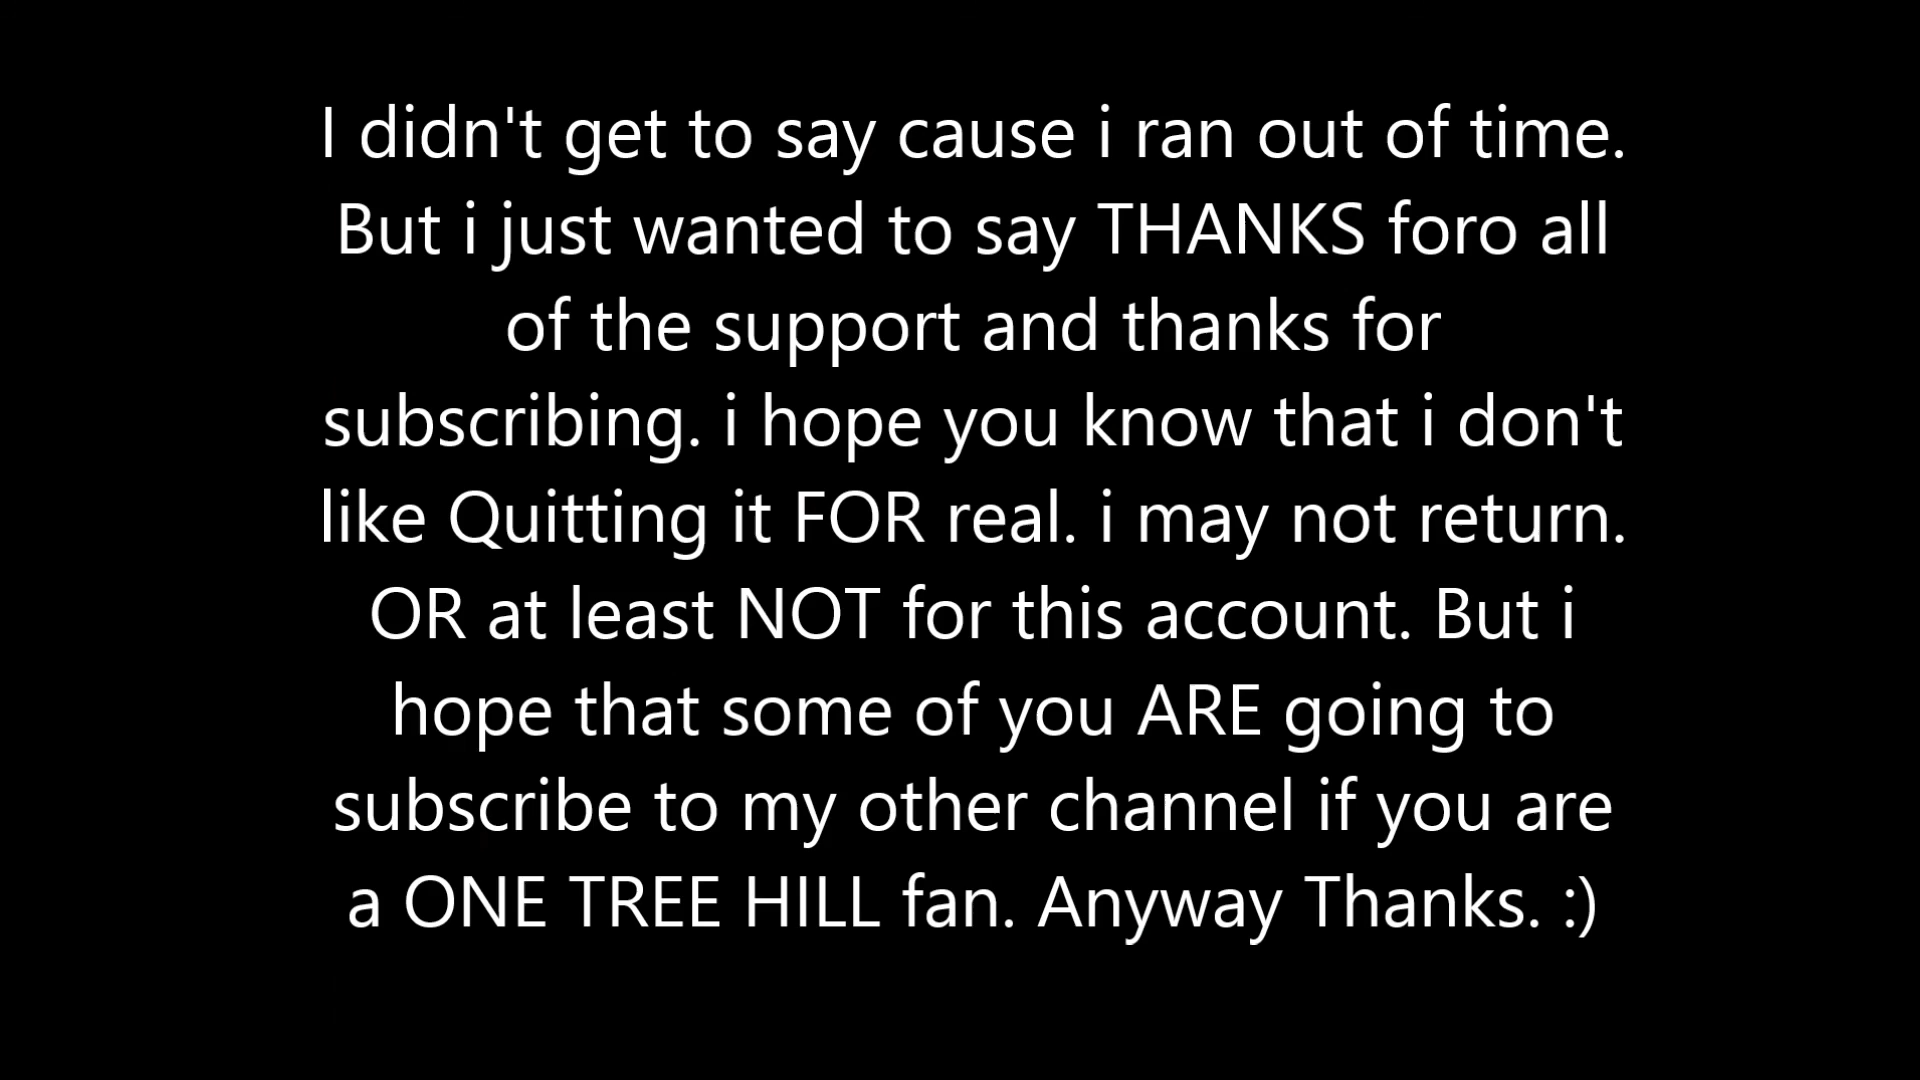 I didn't get to say cause i ran out of time.
But i just wanted to say THANKS foro all
of the support and thanks for
subscribing. i hope you know that i don't
like Quitting it FOR real. i may not return.
OR at least NOT for this account. But i
hope that some of you ARE going to
subscribe to my other channel if you are
a ONE TREE HILL fan. Anyway Thanks. :)